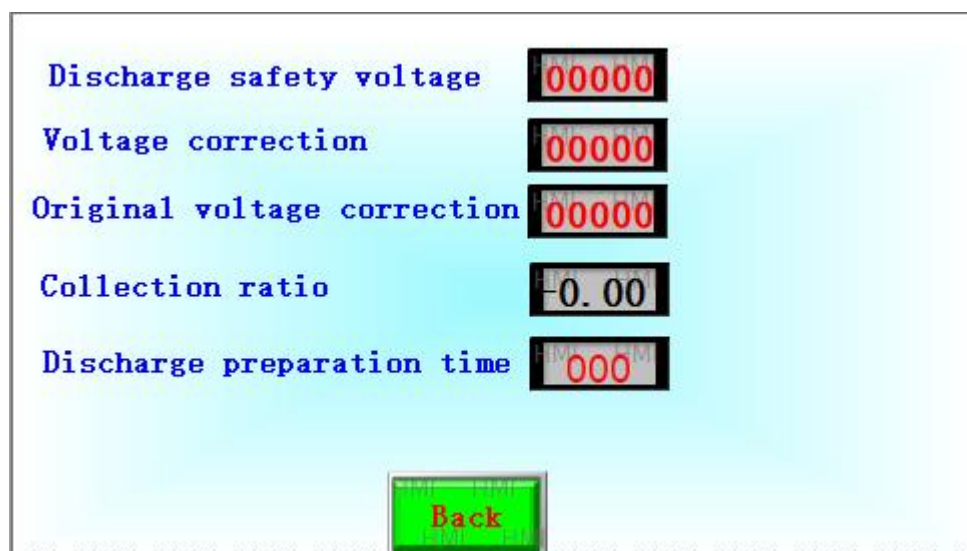 Discharge safety voltage 00000
Voltage correction 00000
Original voltage correction 00000
Collection ratio -0.00
Discharge preparation time 000
Back